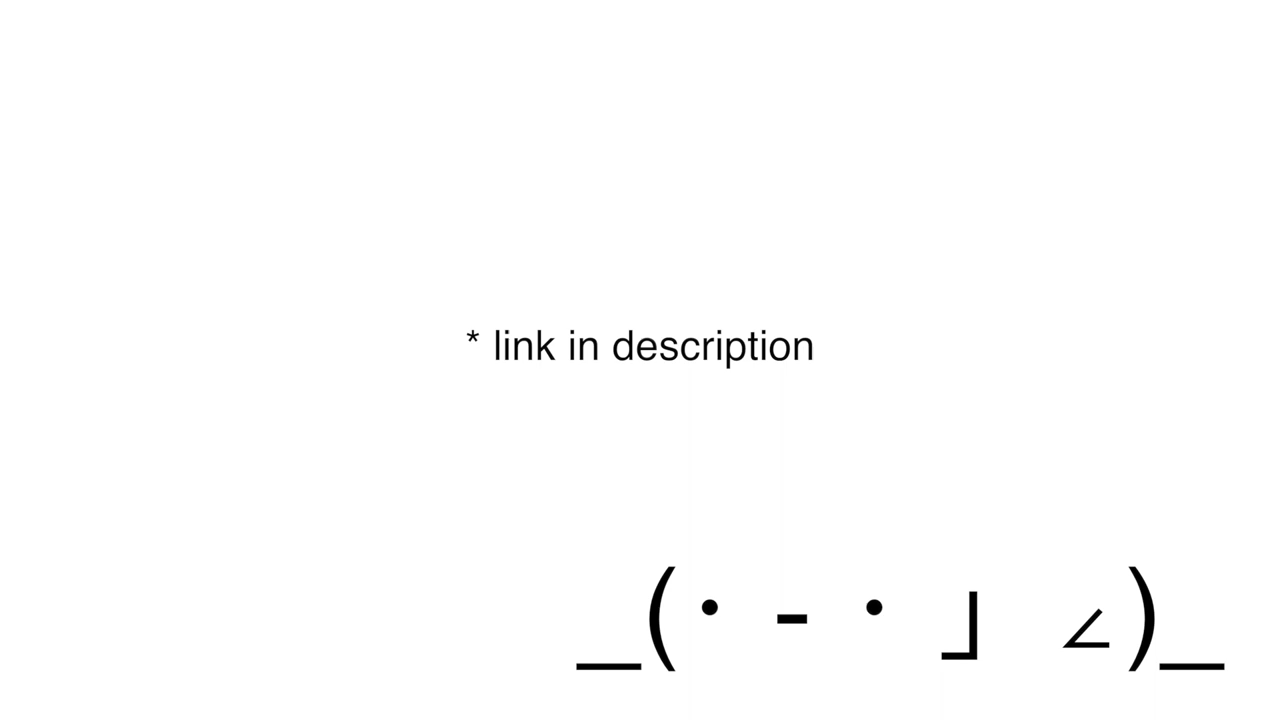 * link in description
_(・-・」 ∠)_